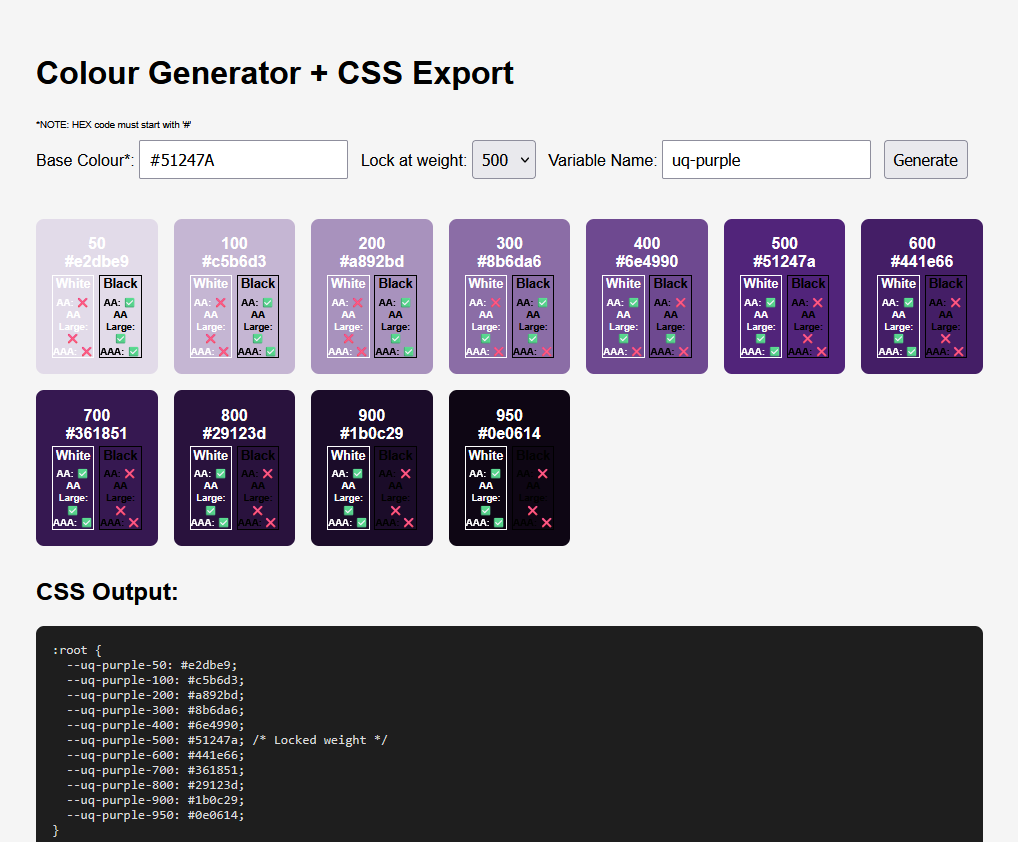 Colour Generator + CSS Export
*NOTE: HEX code must start with '#'
Base Colour*: #51247A Lock at weight: 500 Variable Name: uq-purple Generate
50 100 200 300 400 500 600
#e2dbe9 #c5b6d3 #a892bd #8b6da6 #6e4990 #51247a #441e66
White Black White Black White Black White Black White Black White Black White Black
AA: ❌ AA: ✅ AA: ❌ AA: ✅ AA: ❌ AA: ✅ AA: ❌ AA: ✅ AA: ✅ AA: ❌ AA: ✅ AA: ❌ AA: ✅ AA: ❌
AA AA AA AA AA AA AA AA AA AA AA AA AA AA
Large: Large: Large: Large: Large: Large: Large: Large: Large: Large: Large: Large: Large: Large:
❌ ✅ ❌ ✅ ❌ ✅ ✅ ✅ ✅ ✅ ✅ ❌ ✅ ❌
AAA: ❌ AAA: ✅ AAA: ❌ AAA: ✅ AAA: ❌ AAA: ✅ AAA: ❌ AAA: ❌ AAA: ❌ AAA: ❌ AAA: ✅ AAA: ❌ AAA: ✅ AAA: ❌
700 800 900 950
#361851 #29123d #1b0c29 #0e0614
White Black White Black White Black White Black
AA: ✅ AA: ❌ AA: ✅ AA: ❌ AA: ✅ AA: ❌ AA: ✅ AA: ❌
AA AA AA AA AA AA AA AA
Large: Large: Large: Large: Large: Large: Large: Large:
✅ ❌ ✅ ❌ ✅ ❌ ✅ ❌
AAA: ✅ AAA: ❌ AAA: ✅ AAA: ❌ AAA: ✅ AAA: ❌ AAA: ✅ AAA: ❌
CSS Output:
:root {
--uq-purple-50: #e2dbe9;
--uq-purple-100: #c5b6d3;
--uq-purple-200: #a892bd;
--uq-purple-300: #8b6da6;
--uq-purple-400: #6e4990;
--uq-purple-500: #51247a; /* Locked weight */
--uq-purple-600: #441e66;
--uq-purple-700: #361851;
--uq-purple-800: #29123d;
--uq-purple-900: #1b0c29;
--uq-purple-950: #0e0614;
}